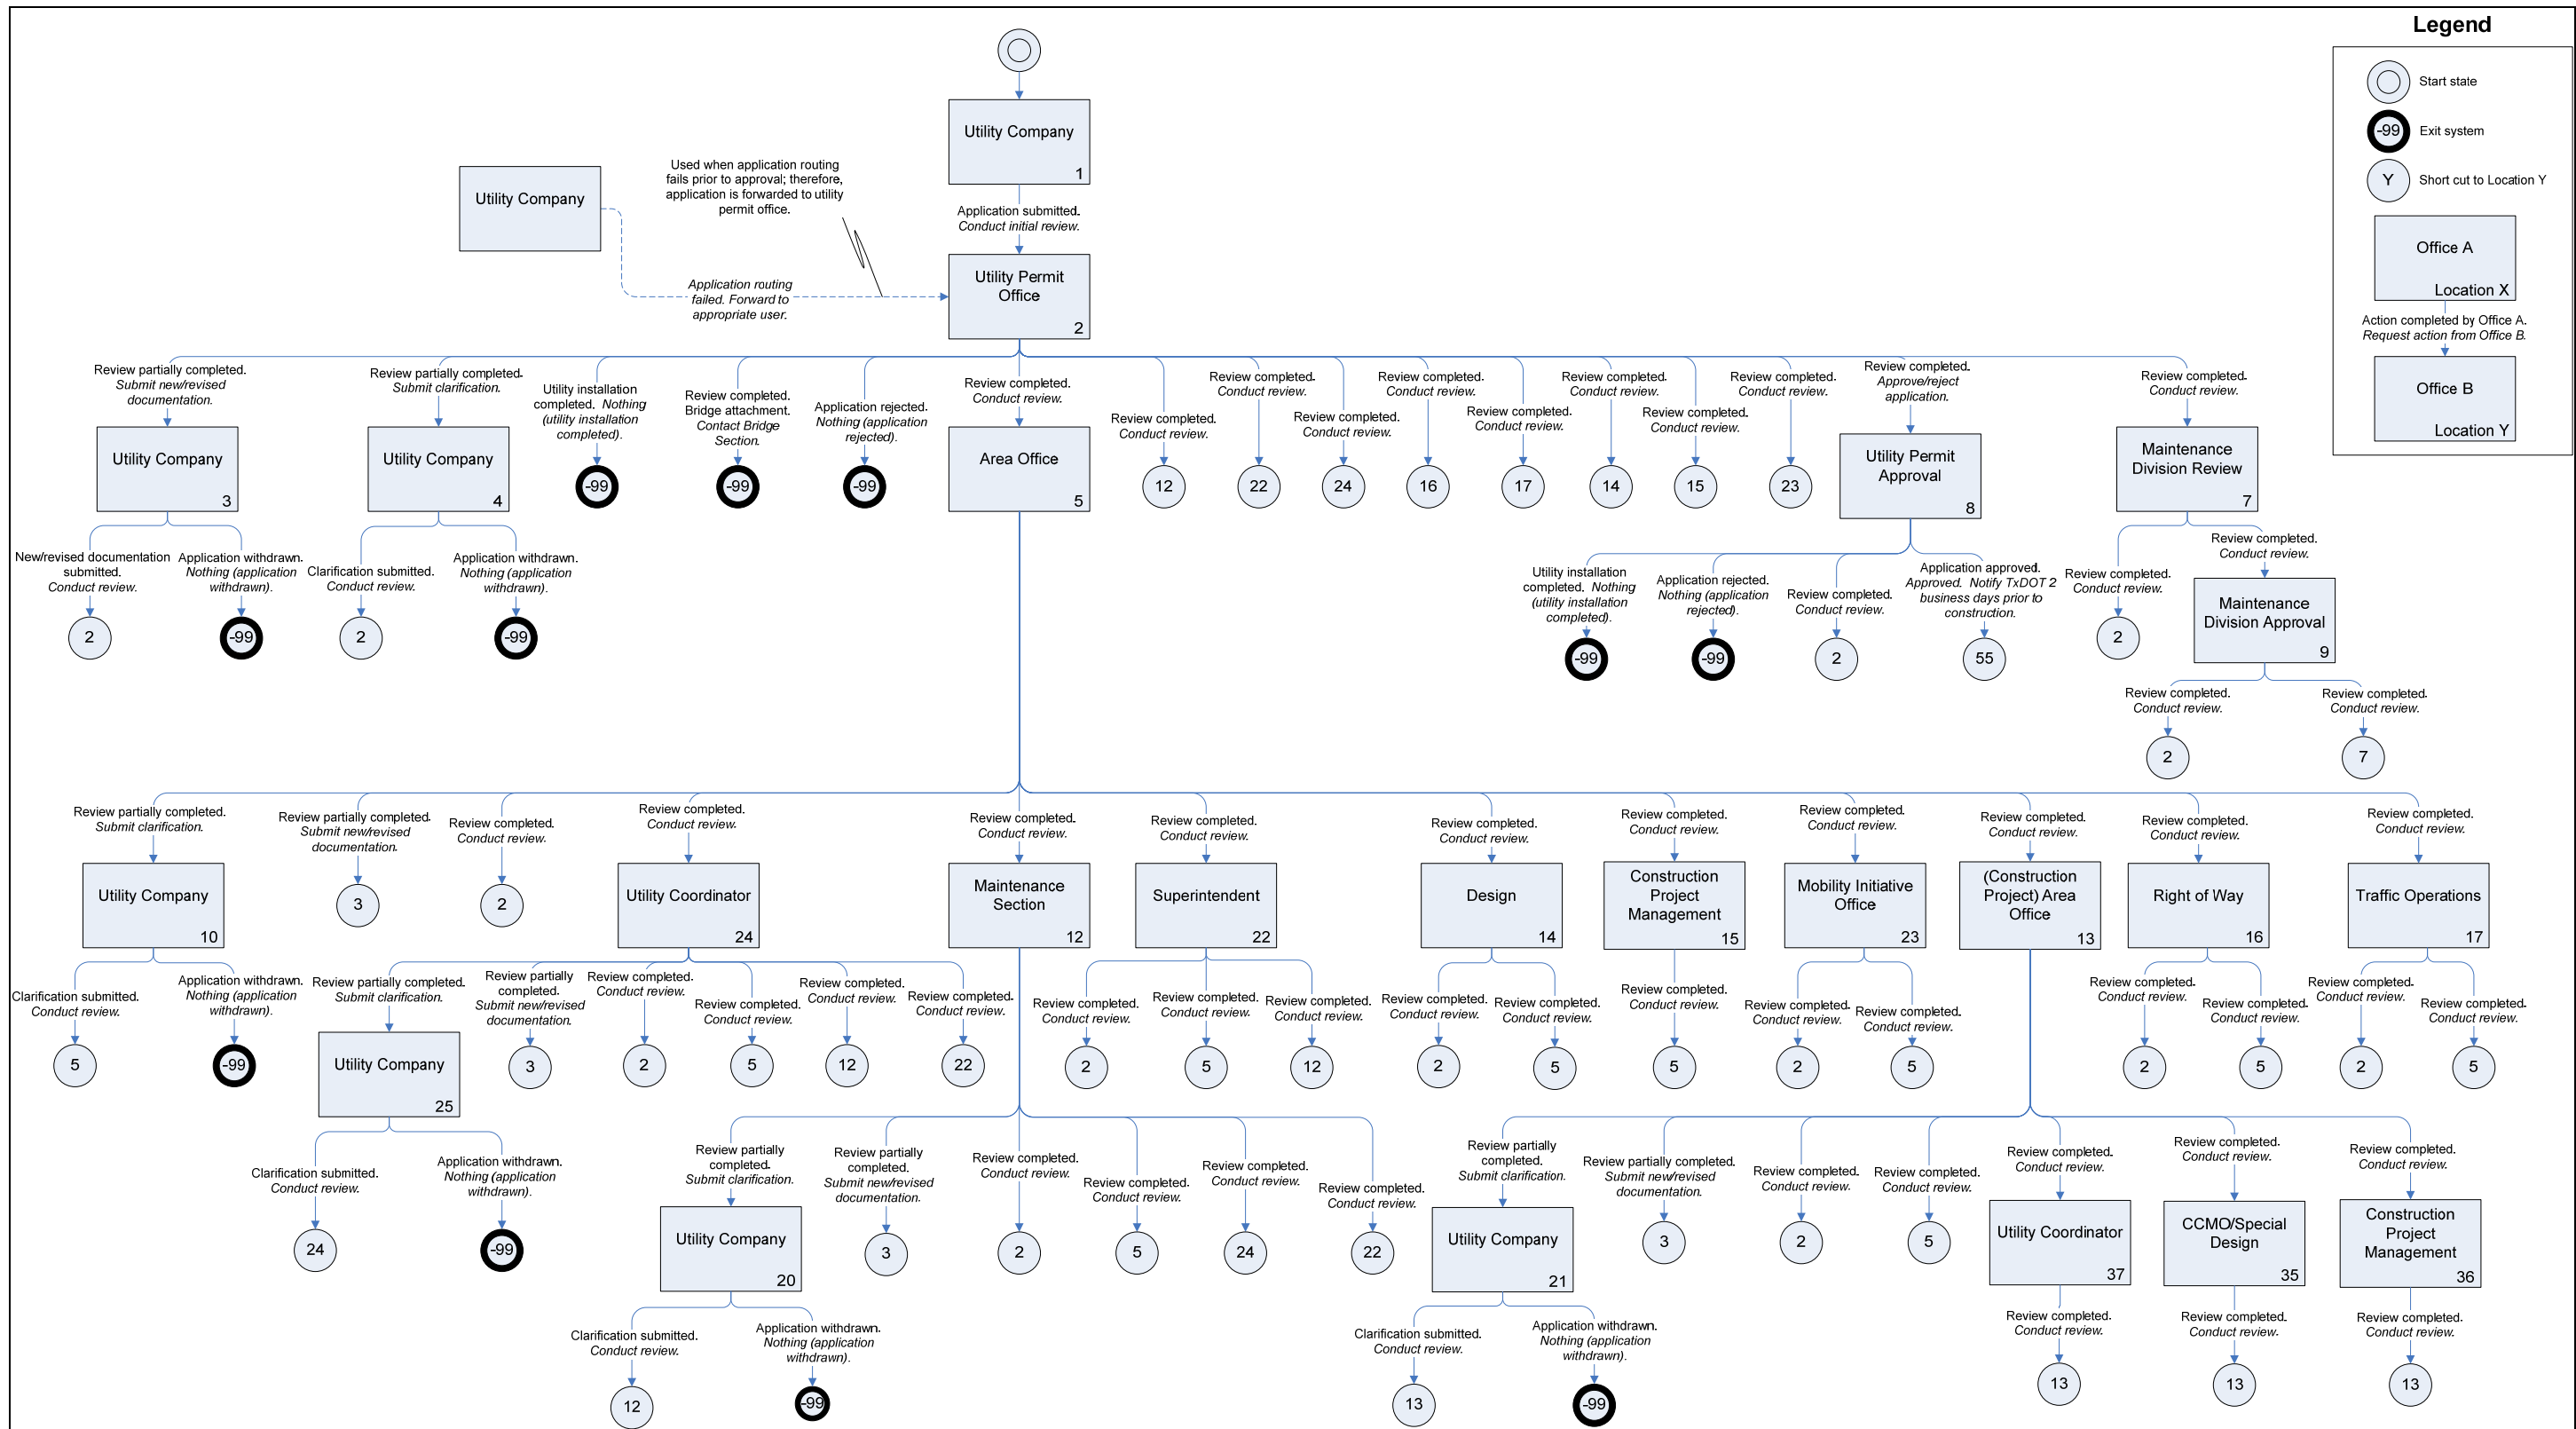 Legend
Start state
-99
Exit system
Y
Short cut to Location Y
Office A
Location X
Action completed by Office A.
Request action from Office B.
Office B
Location Y
Utility Company
1
Application submitted.
Conduct initial review.
Utility Company
Used when application routing
fails prior to approval; therefore,
application is forwarded to utility
permit office.
Application routing
failed. Forward to
appropriate user.
Utility Permit
Office
2
Review partially completed.
Submit new/revised
documentation.
Review partially completed.
Submit clarification.
Utility installation
completed. Nothing
(utility installation
completed).
Review completed.
Bridge attachment.
Contact Bridge
Section.
Application rejected.
Nothing (application
rejected).
Review completed.
Conduct review.
Review completed.
Conduct review.
Review completed.
Conduct review.
Review completed.
Conduct review.
Review completed.
Conduct review.
Review completed.
Conduct review.
Review completed.
Conduct review.
Review completed.
Conduct review.
Review completed.
Conduct review.
Review completed.
Approve/reject
application.
Review completed.
Conduct review.
Utility Company
3
Utility Company
4
-99
-99
-99
Area Office
5
12
22
24
16
17
14
15
23
Utility Permit
Approval
8
Maintenance
Division Review
7
New/revised documentation
submitted.
Conduct review.
Application withdrawn.
Nothing (application
withdrawn).
Clarification submitted.
Conduct review.
Application withdrawn.
Nothing (application
withdrawn).
2
-99
2
-99
Utility installation
completed. Nothing
(utility installation
completed).
Application rejected.
Nothing (application
rejected).
Review completed.
Conduct review.
Application approved.
Approved. Notify TxDOT 2
business days prior to
construction.
-99
-99
2
55
Review completed.
Conduct review.
Review completed.
Conduct review.
2
Maintenance
Division Approval
9
Review completed.
Conduct review.
Review completed.
Conduct review.
2
7
Review partially completed.
Submit clarification.
Review partially completed.
Submit new/revised
documentation.
Review completed.
Conduct review.
Review completed.
Conduct review.
Review completed.
Conduct review.
Review completed.
Conduct review.
Review completed.
Conduct review.
Review completed.
Conduct review.
Review completed.
Conduct review.
Review completed.
Conduct review.
Review completed.
Conduct review.
Review completed.
Conduct review.
Utility Company
10
3
2
Utility Coordinator
24
Maintenance
Section
12
Superintendent
22
Design
14
Construction
Project
Management
15
Mobility Initiative
Office
23
(Construction
Project) Area
Office
13
Right of Way
16
Traffic Operations
17
Clarification submitted.
Conduct review.
Application withdrawn.
Nothing (application
withdrawn).
5
-99
Review partially completed.
Submit clarification.
Review partially
completed.
Submit new/revised
documentation.
Review completed.
Conduct review.
Review completed.
Conduct review.
Review completed.
Conduct review.
Review completed.
Conduct review.
Utility Company
25
3
2
5
12
22
Review completed.
Conduct review.
Review completed.
Conduct review.
Review completed.
Conduct review.
2
5
12
Review completed.
Conduct review.
Review completed.
Conduct review.
2
5
Review completed.
Conduct review.
5
Review completed.
Conduct review.
Review completed.
Conduct review.
2
5
Review completed.
Conduct review.
Review completed.
Conduct review.
2
5
Review completed.
Conduct review.
Review completed.
Conduct review.
2
5
Clarification submitted.
Conduct review.
Application withdrawn.
Nothing (application
withdrawn).
24
-99
Review partially
completed.
Submit clarification.
Review partially
completed.
Submit new/revised
documentation.
Review completed.
Conduct review.
Review completed.
Conduct review.
Review completed.
Conduct review.
Review completed.
Conduct review.
Utility Company
20
3
2
5
24
22
Review partially
completed.
Submit clarification.
Review partially completed.
Submit new/revised
documentation.
Review completed.
Conduct review.
Review completed.
Conduct review.
Review completed.
Conduct review.
Review completed.
Conduct review.
Review completed.
Conduct review.
Utility Company
21
3
2
5
Utility Coordinator
37
CCMO/Special
Design
35
Construction
Project
Management
36
Clarification submitted.
Conduct review.
Application withdrawn.
Nothing (application
withdrawn).
12
-99
Clarification submitted.
Conduct review.
Application withdrawn.
Nothing (application
withdrawn).
13
-99
Review completed.
Conduct review.
Review completed.
Conduct review.
Review completed.
Conduct review.
13
13
13